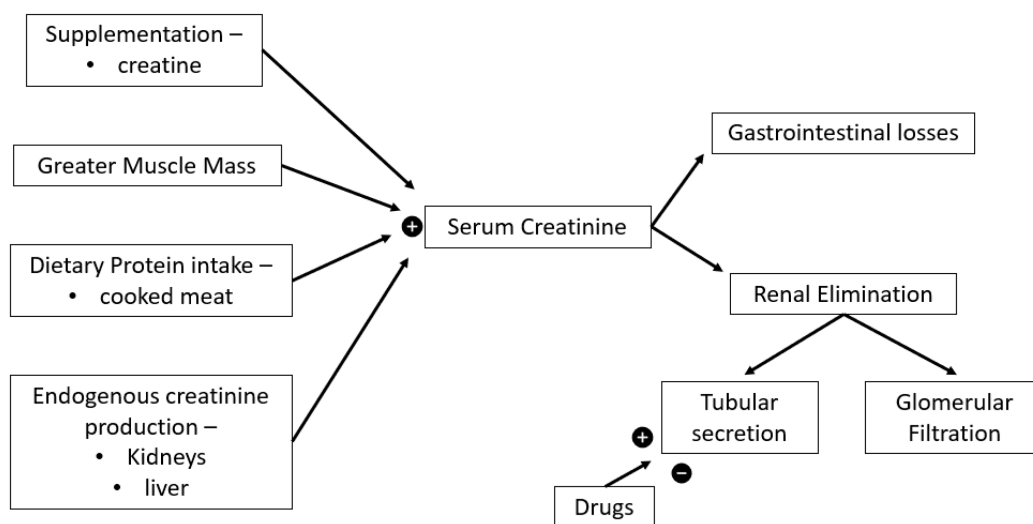 Supplementation –
• creatine
Greater Muscle Mass
Dietary Protein intake –
• cooked meat
Endogenous creatinine
production –
• Kidneys
• liver
+
Serum Creatinine
Gastrointestinal losses
Renal Elimination
Tubular
secretion
Glomerular
Filtration
+
−
Drugs